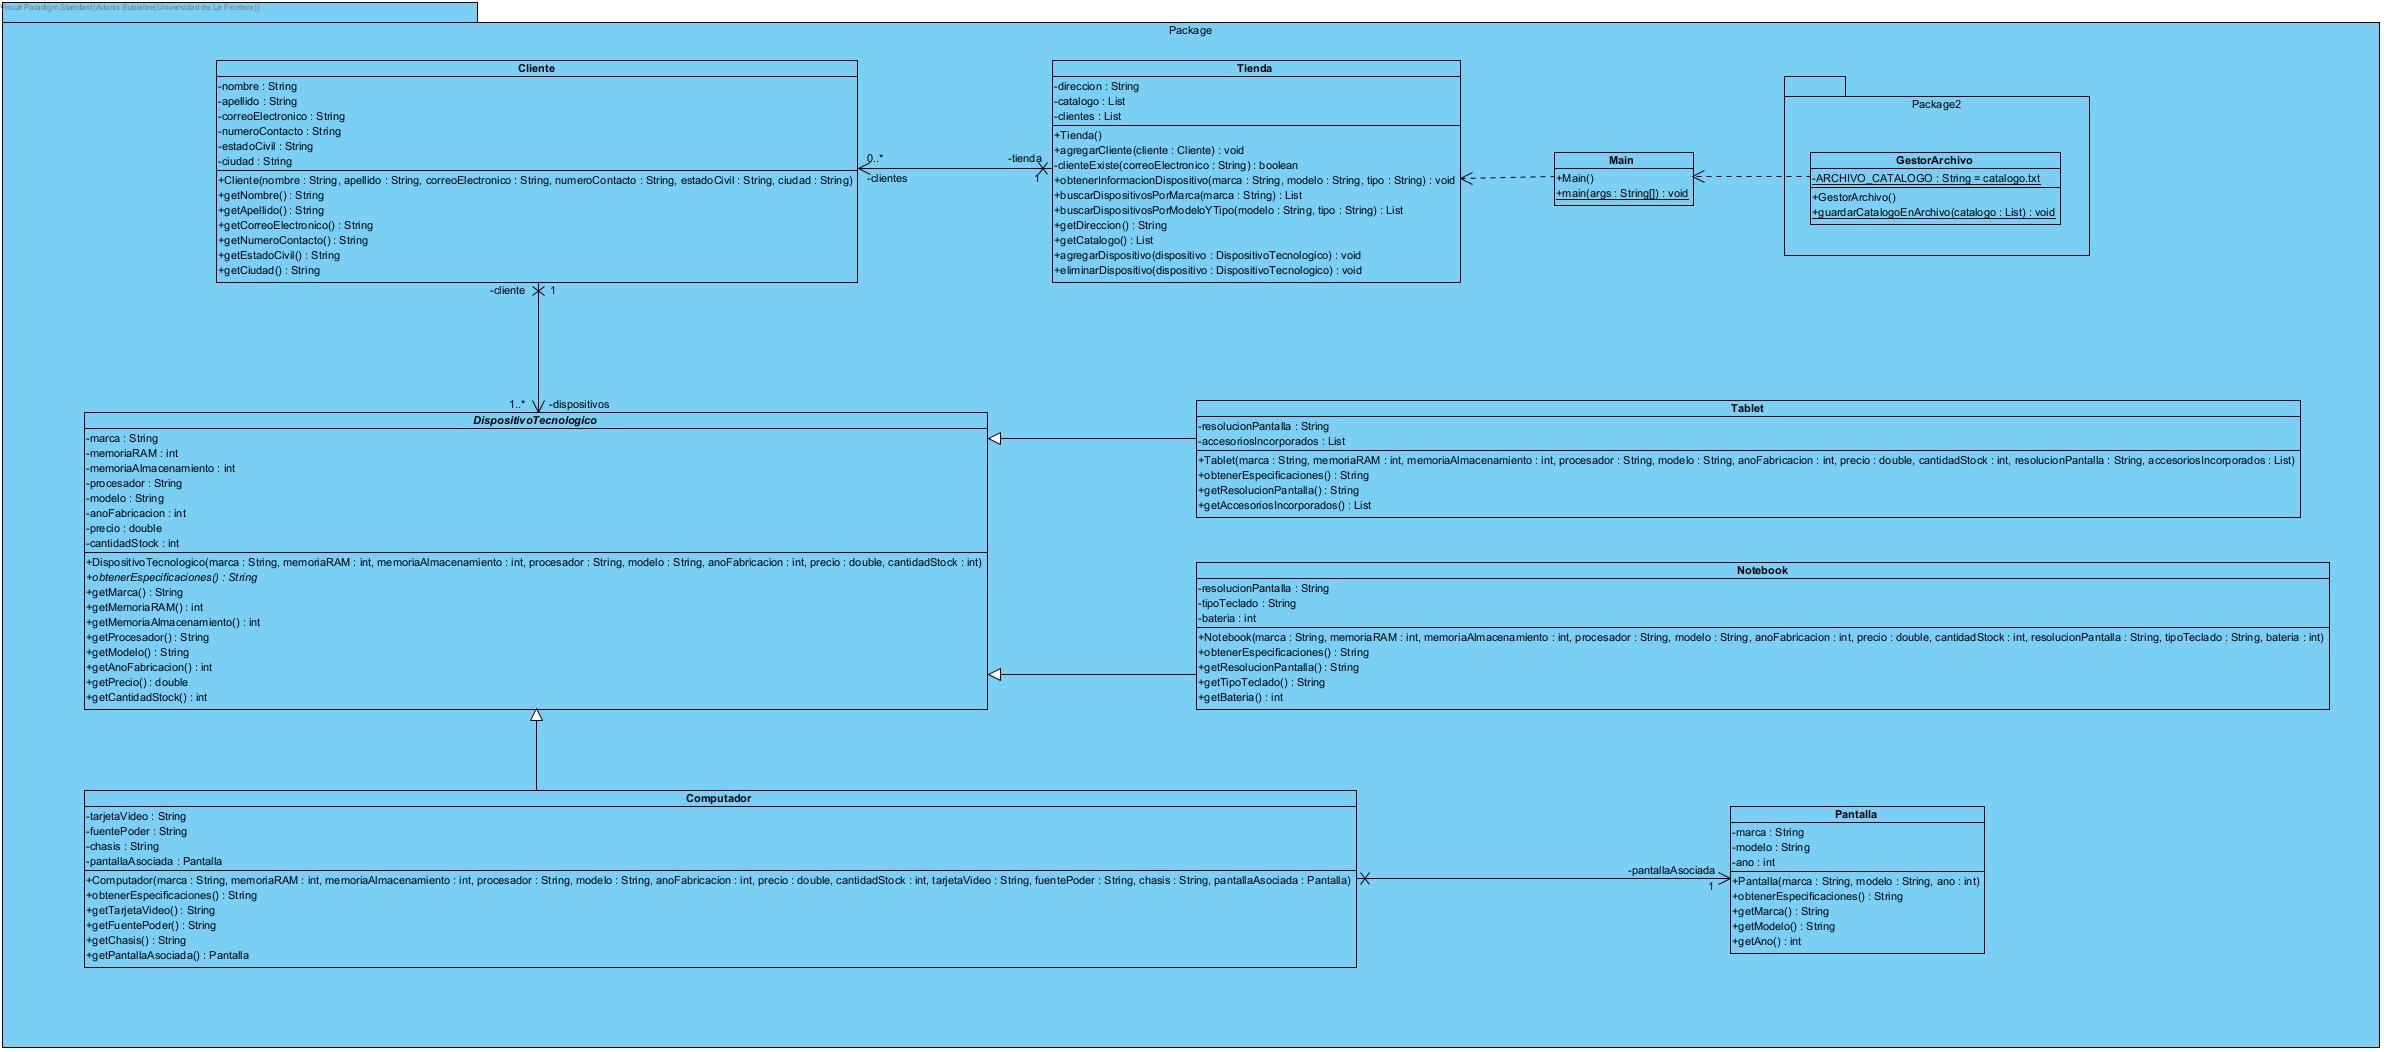 Visual Paradigm Standard(Adonis Subiabre(Universidad de La Frontera))
Package
Cliente
-nombre : String
-apellido : String
-correoElectronico : String
-numeroContacto : String
-estadoCivil : String
-ciudad : String
+Cliente(nombre : String, apellido : String, correoElectronico : String, numeroContacto : String, estadoCivil : String, ciudad : String)
+getNombre() : String
+getApellido() : String
+getCorreoElectronico() : String
+getNumeroContacto() : String
+getEstadoCivil() : String
+getCiudad() : String
0..*
-clientes
-tienda
1
Tienda
-direccion : String
-catalogo : List
-clientes : List
+Tienda()
+agregarCliente(cliente : Cliente) : void
-clienteExiste(correoElectronico : String) : boolean
+obtenerInformacionDispositivo(marca : String, modelo : String, tipo : String) : void
+buscarDispositivosPorMarca(marca : String) : List
+buscarDispositivosPorModeloYTipo(modelo : String, tipo : String) : List
+getDireccion() : String
+getCatalogo() : List
+agregarDispositivo(dispositivo : DispositivoTecnologico) : void
+eliminarDispositivo(dispositivo : DispositivoTecnologico) : void
Main
+Main()
+main(args : String[]) : void
Package2
GestorArchivo
-ARCHIVO_CATALOGO : String = catalogo.txt
+GestorArchivo()
+guardarCatalogoEnArchivo(catalogo : List) : void
-cliente
1
1..*
-dispositivos
DispositivoTecnologico
-marca : String
-memoriaRAM : int
-memoriaAlmacenamiento : int
-procesador : String
-modelo : String
-anoFabricacion : int
-precio : double
-cantidadStock : int
+DispositivoTecnologico(marca : String, memoriaRAM : int, memoriaAlmacenamiento : int, procesador : String, modelo : String, anoFabricacion : int, precio : double, cantidadStock : int)
+obtenerEspecificaciones() : String
+getMarca() : String
+getMemoriaRAM() : int
+getMemoriaAlmacenamiento() : int
+getProcesador() : String
+getModelo() : String
+getAnoFabricacion() : int
+getPrecio() : double
+getCantidadStock() : int
Tablet
-resolucionPantalla : String
-accesoriosIncorporados : List
+Tablet(marca : String, memoriaRAM : int, memoriaAlmacenamiento : int, procesador : String, modelo : String, anoFabricacion : int, precio : double, cantidadStock : int, resolucionPantalla : String, accesoriosIncorporados : List)
+obtenerEspecificaciones() : String
+getResolucionPantalla() : String
+getAccesoriosIncorporados() : List
Notebook
-resolucionPantalla : String
-tipoTeclado : String
-bateria : int
+Notebook(marca : String, memoriaRAM : int, memoriaAlmacenamiento : int, procesador : String, modelo : String, anoFabricacion : int, precio : double, cantidadStock : int, resolucionPantalla : String, tipoTeclado : String, bateria : int)
+obtenerEspecificaciones() : String
+getResolucionPantalla() : String
+getTipoTeclado() : String
+getBateria() : int
Computador
-tarjetaVideo : String
-fuentePoder : String
-chasis : String
-pantallaAsociada : Pantalla
+Computador(marca : String, memoriaRAM : int, memoriaAlmacenamiento : int, procesador : String, modelo : String, anoFabricacion : int, precio : double, cantidadStock : int, tarjetaVideo : String, fuentePoder : String, chasis : String, pantallaAsociada : Pantalla)
+obtenerEspecificaciones() : String
+getTarjetaVideo() : String
+getFuentePoder() : String
+getChasis() : String
+getPantallaAsociada() : Pantalla
-pantallaAsociada
1
Pantalla
-marca : String
-modelo : String
-ano : int
+Pantalla(marca : String, modelo : String, ano : int)
+obtenerEspecificaciones() : String
+getMarca() : String
+getModelo() : String
+getAno() : int